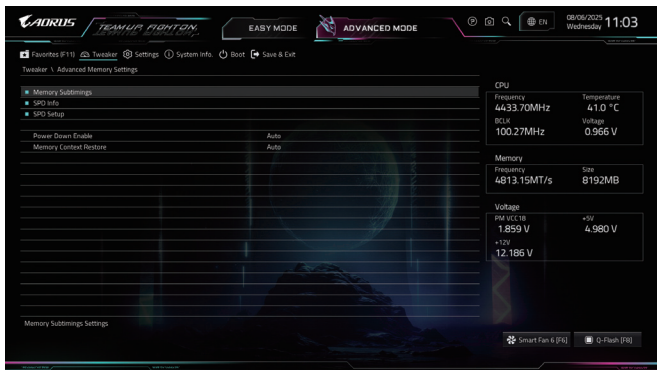 AORUS
TEAM UP. FIGHT ON.
EASY MODE
ADVANCED MODE
EN
08/06/2025
Wednesday
11:03
Favorites (F11)
Tweaker
Settings
System Info.
Boot
Save & Exit
Tweaker \ Advanced Memory Settings
Memory Subtimings
SPD Info
SPD Setup
Power Down Enable Auto
Memory Context Restore Auto
CPU
Frequency Temperature
4433.70MHz 41.0 °C
BCLK Voltage
100.27MHz 0.966 V
Memory
Frequency Size
4813.15MT/s 8192MB
Voltage
PM VCC18 +5V
1.859 V 4.980 V
+12V
12.186 V
Memory Subtimings Settings
Smart Fan 6 [F6]
Q-Flash [F8]